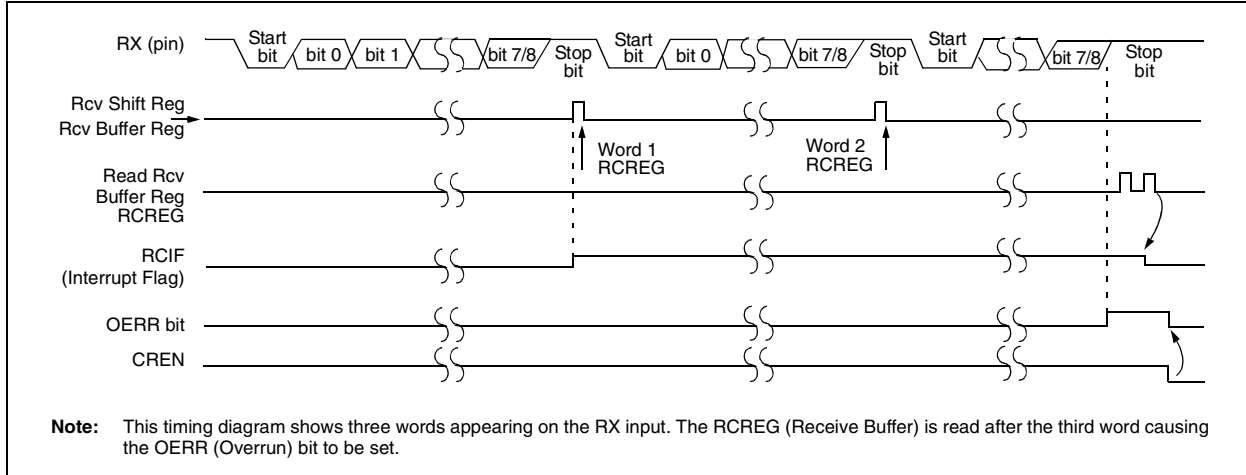 RX (pin)
Start
bit
bit 0
bit 1
bit 7/8
Stop
bit
Start
bit
bit 0
bit 7/8
Stop
bit
Start
bit
bit 7/8
Stop
bit
Rcv Shift Reg
Rcv Buffer Reg
Word 1
RCREG
Word 2
RCREG
Read Rcv
Buffer Reg
RCREG
RCIF
(Interrupt Flag)
OERR bit
CREN
Note: This timing diagram shows three words appearing on the RX input. The RCREG (Receive Buffer) is read after the third word causing
the OERR (Overrun) bit to be set.